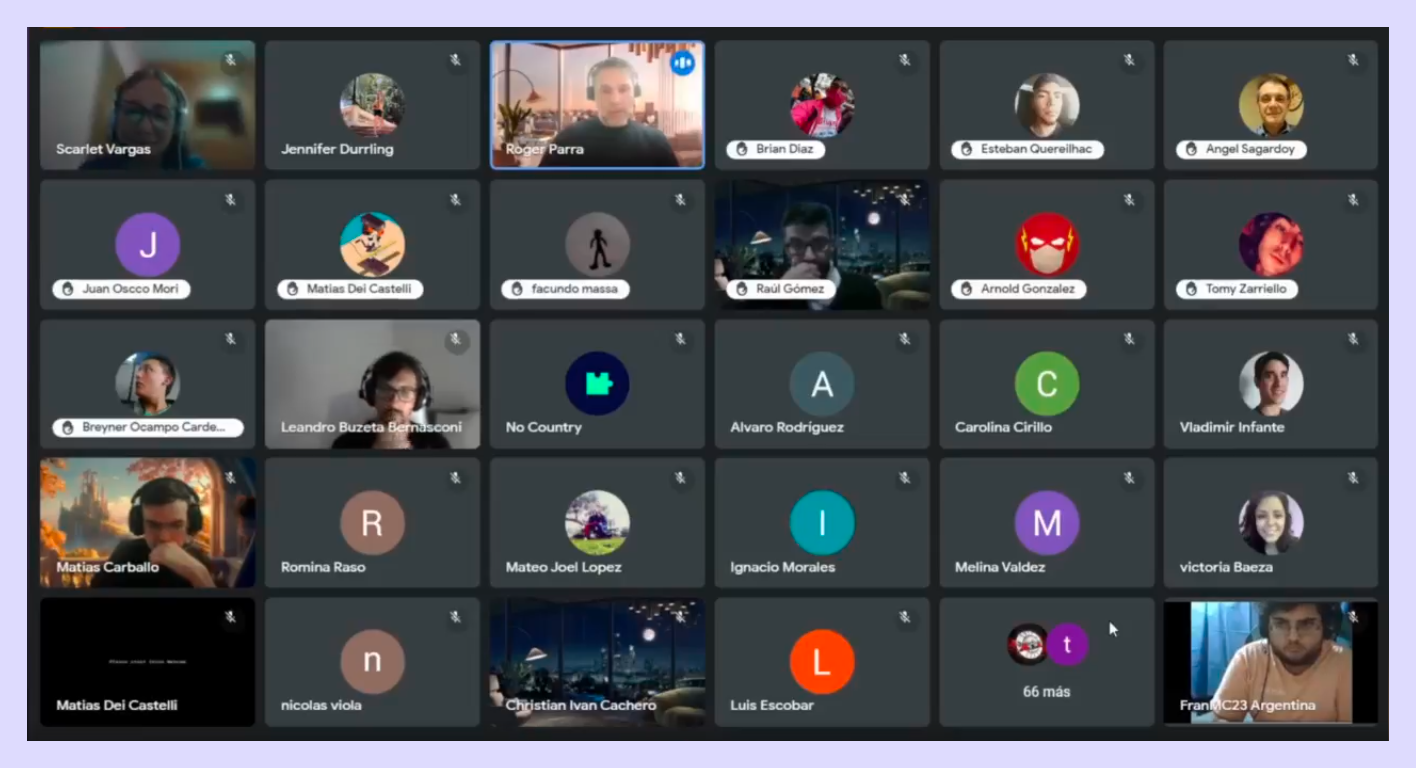 Scarlet Vargas
Jennifer Durrling
Roger Parra
Brian Diaz
Esteban Quereilhac
Angel Sagardoy
J
Juan Oscco Mori
Matias Dei Castelli
facundo massa
Raúl Gómez
Arnold Gonzalez
Tomy Zarriello
Breyner Ocampo Carde...
Leandro Buzeta Bernasconi
No Country
A
Alvaro Rodríguez
C
Carolina Cirillo
Vladimir Infante
Matias Carballo
R
Romina Raso
Mateo Joel Lopez
I
Ignacio Morales
M
Melina Valdez
victoria Baeza
Matias Dei Castelli
n
nicolas viola
Christian Ivan Cachero
L
Luis Escobar
t
66 más
FranMC23 Argentina